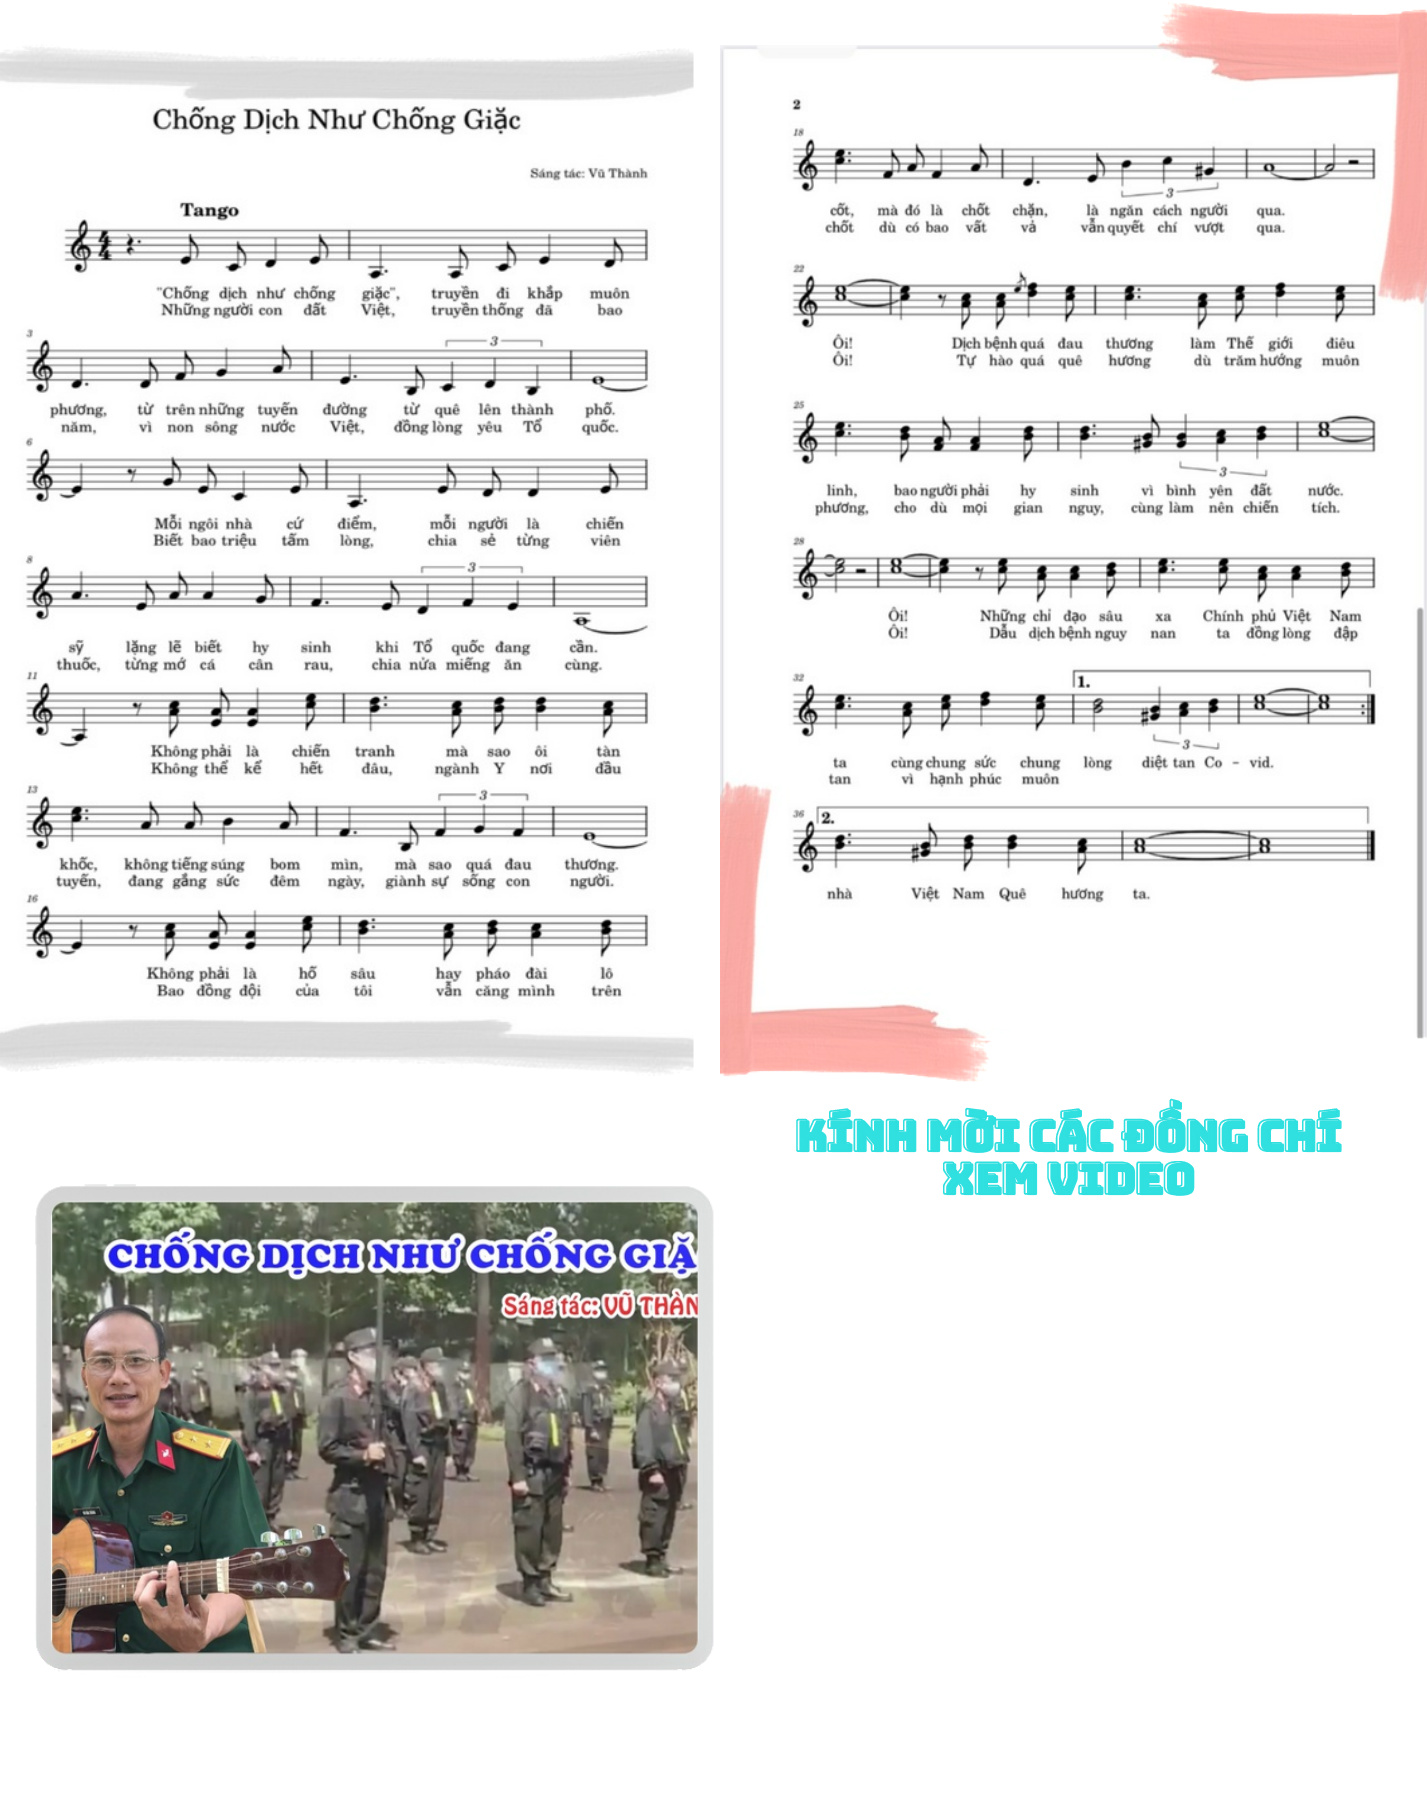 Chống Dịch Như Chống Giặc
Sáng tác: Vũ Thành
Tango
"Chống dịch như chống giặc", truyền đi khắp muôn
Những người con đất Việt, truyền thống đã bao
3
3
phương, từ trên những tuyến đường từ quê lên thành phố.
năm, vì non sông nước Việt, đồng lòng yêu Tổ quốc.
6
Mỗi ngôi nhà cứ điểm, mỗi người là chiến
Biết bao triệu tấm lòng, chia sẻ từng viên
8
3
sỹ lặng lẽ biết hy sinh khi Tổ quốc đang cần.
thuốc, từng mớ cá cân rau, chia nửa miếng ăn cùng.
11
Không phải là chiến tranh mà sao ôi tàn
Không thể kể hết đâu, ngành Y nơi đầu
13
3
khốc, không tiếng súng bom mìn, mà sao quá đau thương.
tuyến, đang gắng sức đêm ngày, giành sự sống con người.
16
Không phải là hố sâu hay pháo đài lô
Bao đồng đội của tôi vẫn căng mình trên
2
18
3
cốt, mà đó là chốt chặn, là ngăn cách người qua.
chốt dù có bao vất vả vẫn quyết chí vượt qua.
22
Ôi! Dịch bệnh quá đau thương làm Thế giới điêu
Ôi! Tự hào quá quê hương dù trăm hướng muôn
25
3
linh, bao người phải hy sinh vì bình yên đất nước.
phương, cho dù mọi gian nguy, cùng làm nên chiến tích.
28
Ôi! Những chỉ đạo sâu xa Chính phủ Việt Nam
Ôi! Dẫu dịch bệnh nguy nan ta đồng lòng đập
32
1.
3
ta cùng chung sức chung lòng diệt tan Co - vid.
tan vì hạnh phúc muôn
36
2.
nhà Việt Nam Quê hương ta.
KÍNH MỜI CÁC ĐỒNG CHÍ
XEM VIDEO
CHỐNG DỊCH NHƯ CHỐNG GIẶ
Sáng tác: VŨ THÀN